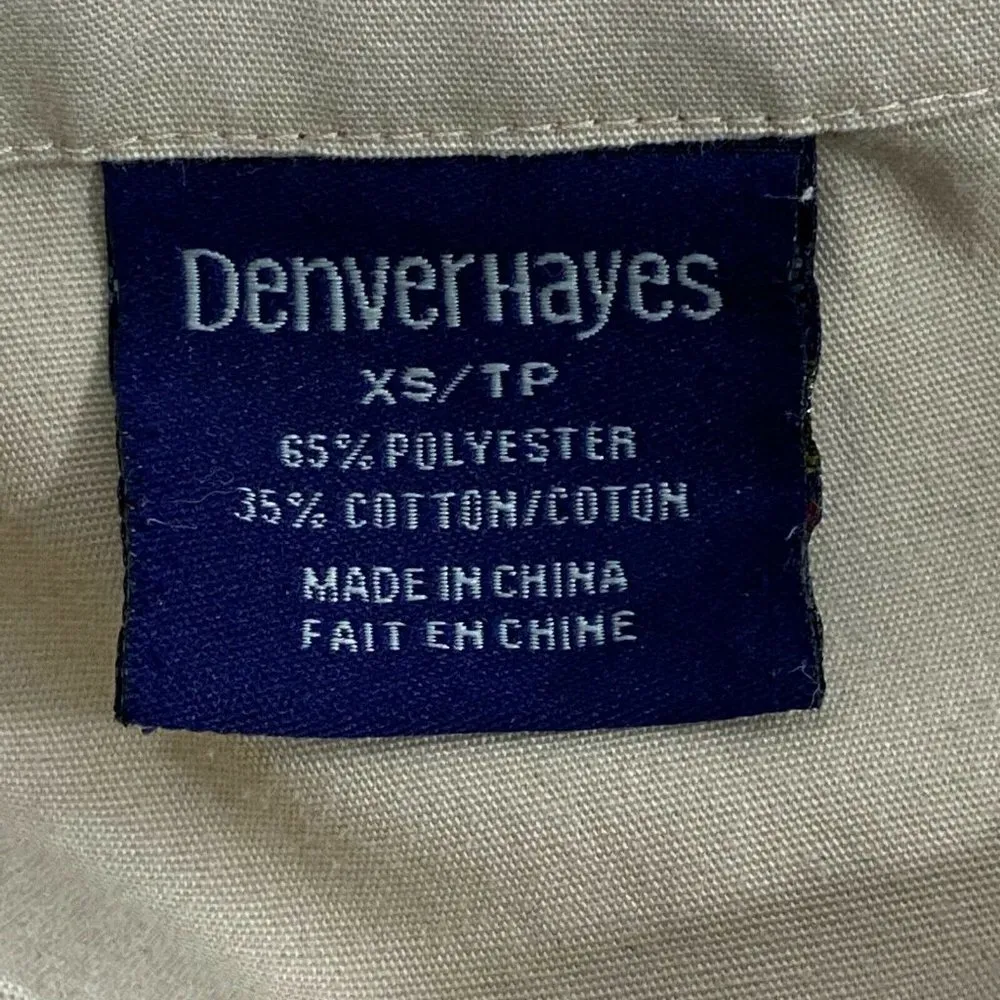 DenverHayes
XS/TP
65% POLYESTER
35% COTTON/COTON
MADE IN CHINA
FAIT EN CHINE